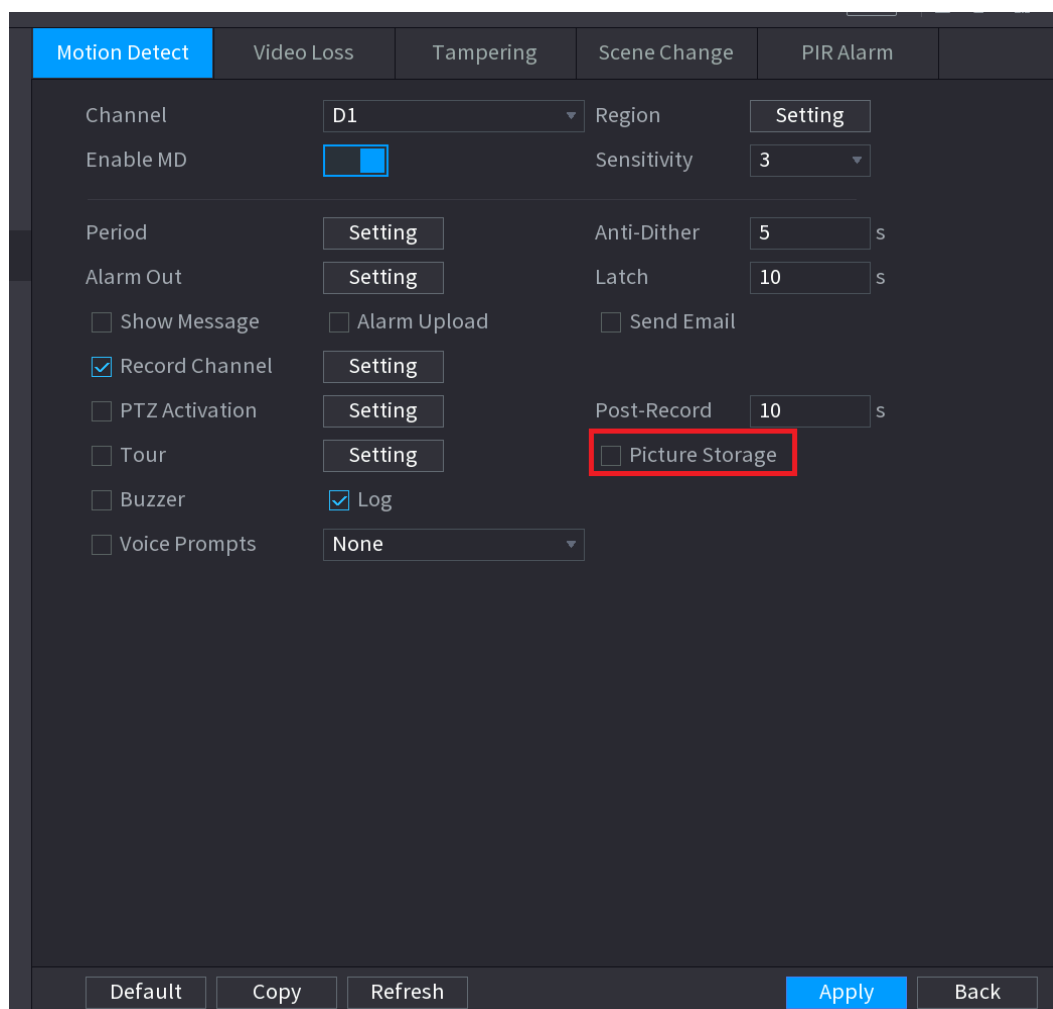 Motion Detect Video Loss Tampering Scene Change PIR Alarm
Channel D1 Region Setting
Enable MD Sensitivity 3
Period Setting Anti-Dither 5 s
Alarm Out Setting Latch 10 s
Show Message Alarm Upload Send Email
Record Channel Setting
PTZ Activation Setting Post-Record 10 s
Tour Setting Picture Storage
Buzzer Log
Voice Prompts None
Default Copy Refresh Apply Back